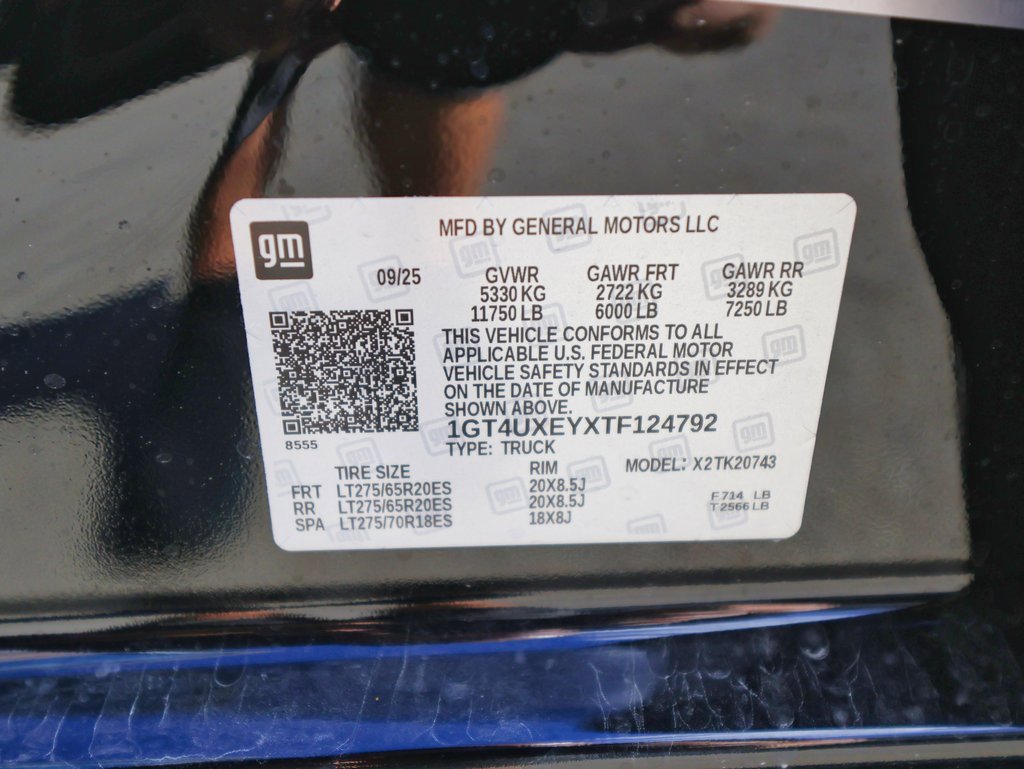 gm
MFD BY GENERAL MOTORS LLC
09/25 GVWR GAWR FRT GAWR RR
5330 KG 2722 KG 3289 KG
11750 LB 6000 LB 7250 LB
THIS VEHICLE CONFORMS TO ALL
APPLICABLE U.S. FEDERAL MOTOR
VEHICLE SAFETY STANDARDS IN EFFECT
ON THE DATE OF MANUFACTURE
SHOWN ABOVE.
1GT4UXEYXTF124792
8555
TYPE: TRUCK
TIRE SIZE RIM MODEL: X2TK20743
FRT LT275/65R20ES 20X8.5J
RR LT275/65R20ES 20X8.5J
SPA LT275/70R18ES 18X8J
F 714 LB
T 2566 LB